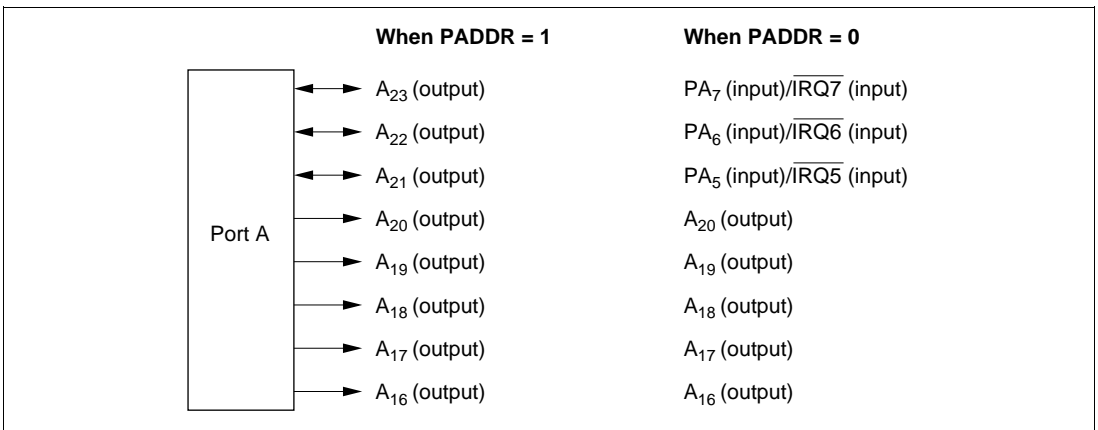 When PADDR = 1 When PADDR = 0
A23 (output) PA7 (input)/IRQ7 (input)
A22 (output) PA6 (input)/IRQ6 (input)
A21 (output) PA5 (input)/IRQ5 (input)
A20 (output) A20 (output)
Port A
A19 (output) A19 (output)
A18 (output) A18 (output)
A17 (output) A17 (output)
A16 (output) A16 (output)